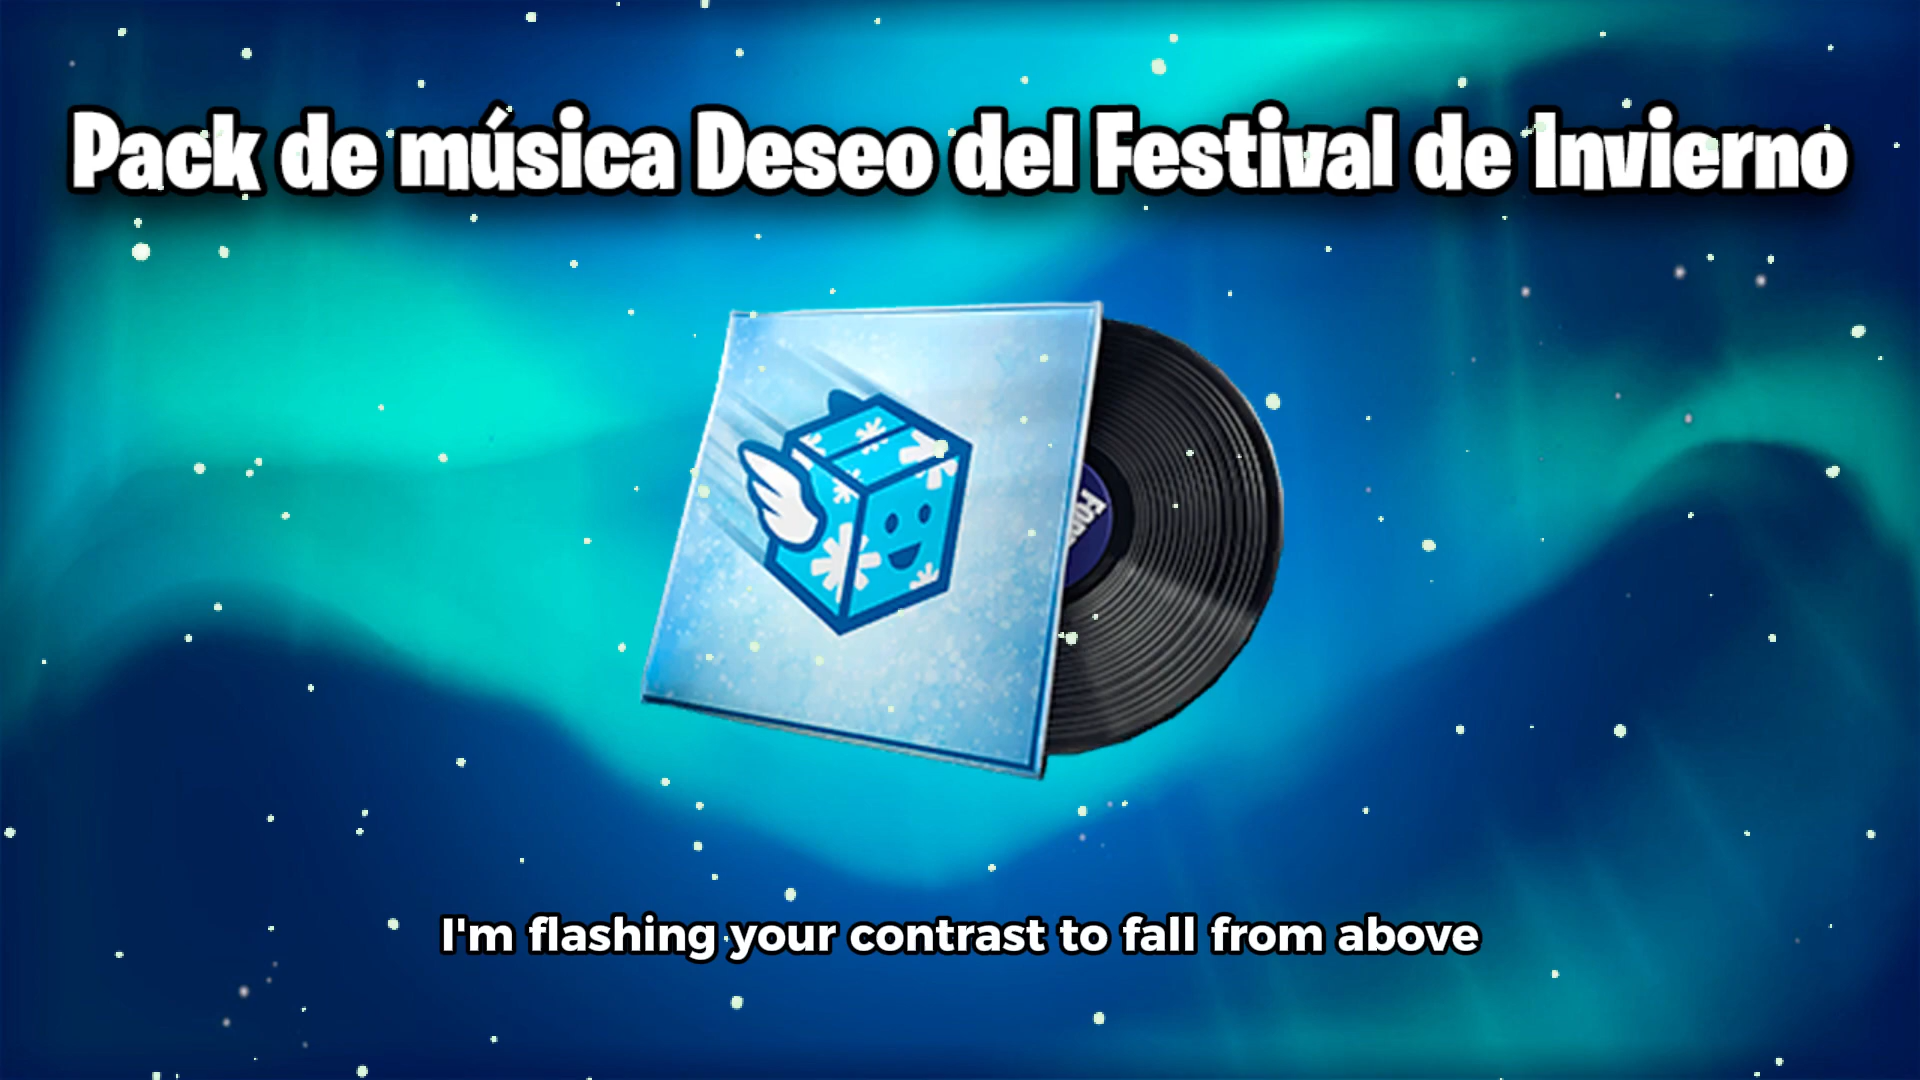 Pack de música Deseo del Festival de Invierno
I'm flashing your contrast to fall from above